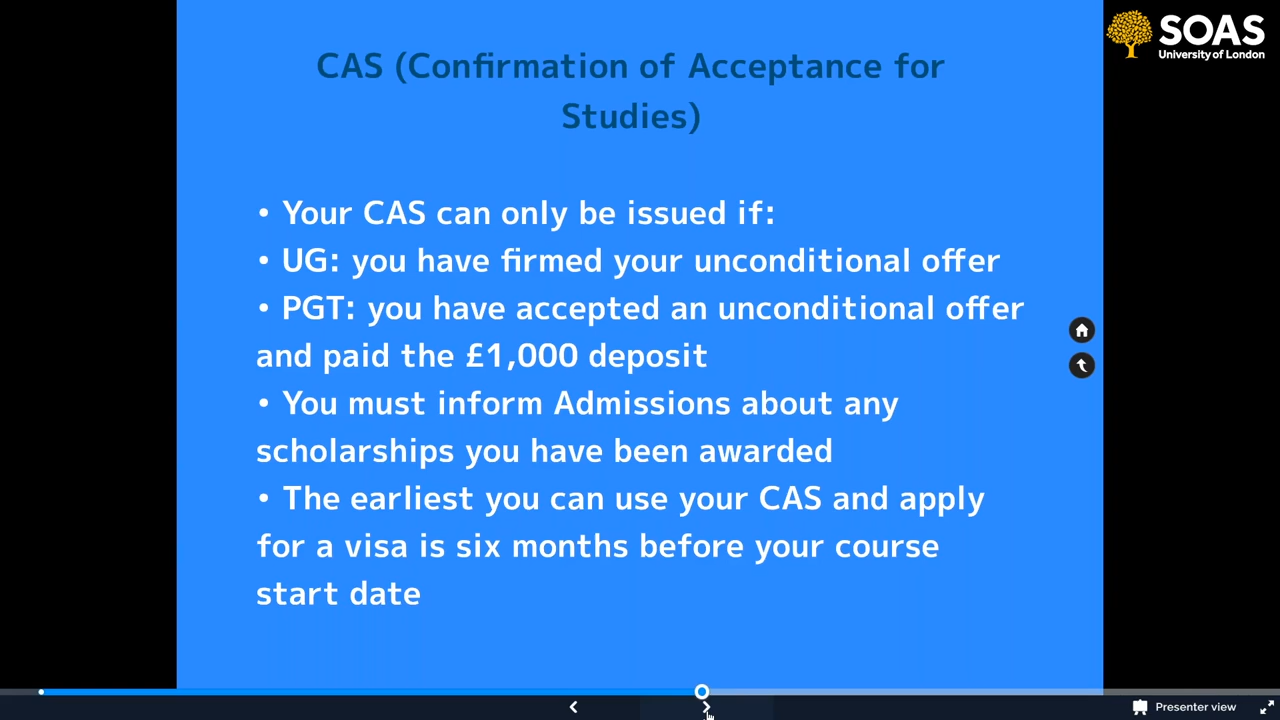 SOAS
University of London
CAS (Confirmation of Acceptance for
Studies)
• Your CAS can only be issued if:
• UG: you have firmed your unconditional offer
• PGT: you have accepted an unconditional offer
and paid the £1,000 deposit
• You must inform Admissions about any
scholarships you have been awarded
• The earliest you can use your CAS and apply
for a visa is six months before your course
start date
Presenter view